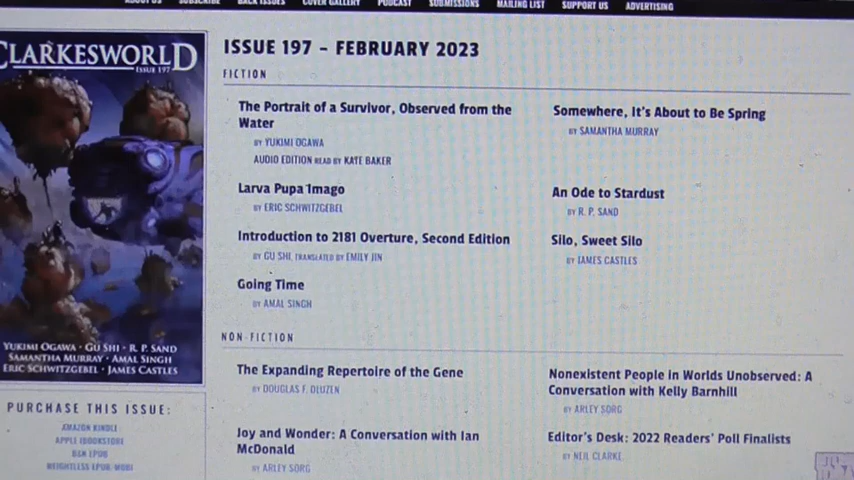 ABOUT US SUBSCRIBE BACK ISSUES COVER GALLERY PODCAST SUBMISSIONS MAILING LIST SUPPORT US ADVERTISING
CLARKESWORLD
ISSUE 197
YUKIMI OGAWA · GU SHI · R. P. SAND
SAMANTHA MURRAY · AMAL SINGH
ERIC SCHWITZGEBEL · JAMES CASTLES
PURCHASE THIS ISSUE:
AMAZON KINDLE
APPLE IBOOKSTORE
B&N EPUB
WEIGHTLESS EPUB/MOBI
ISSUE 197 – FEBRUARY 2023
FICTION
The Portrait of a Survivor, Observed from the
Water
BY YUKIMI OGAWA
AUDIO EDITION READ BY KATE BAKER
Somewhere, It's About to Be Spring
BY SAMANTHA MURRAY
Larva Pupa Imago
BY ERIC SCHWITZGEBEL
An Ode to Stardust
BY R. P. SAND
Introduction to 2181 Overture, Second Edition
BY GU SHI, TRANSLATED BY EMILY JIN
Silo, Sweet Silo
BY JAMES CASTLES
Going Time
BY AMAL SINGH
NON-FICTION
The Expanding Repertoire of the Gene
BY DOUGLAS F. DLUZEN
Nonexistent People in Worlds Unobserved: A
Conversation with Kelly Barnhill
BY ARLEY SORG
Joy and Wonder: A Conversation with Ian
McDonald
BY ARLEY SORG
Editor's Desk: 2022 Readers' Poll Finalists
BY NEIL CLARKE